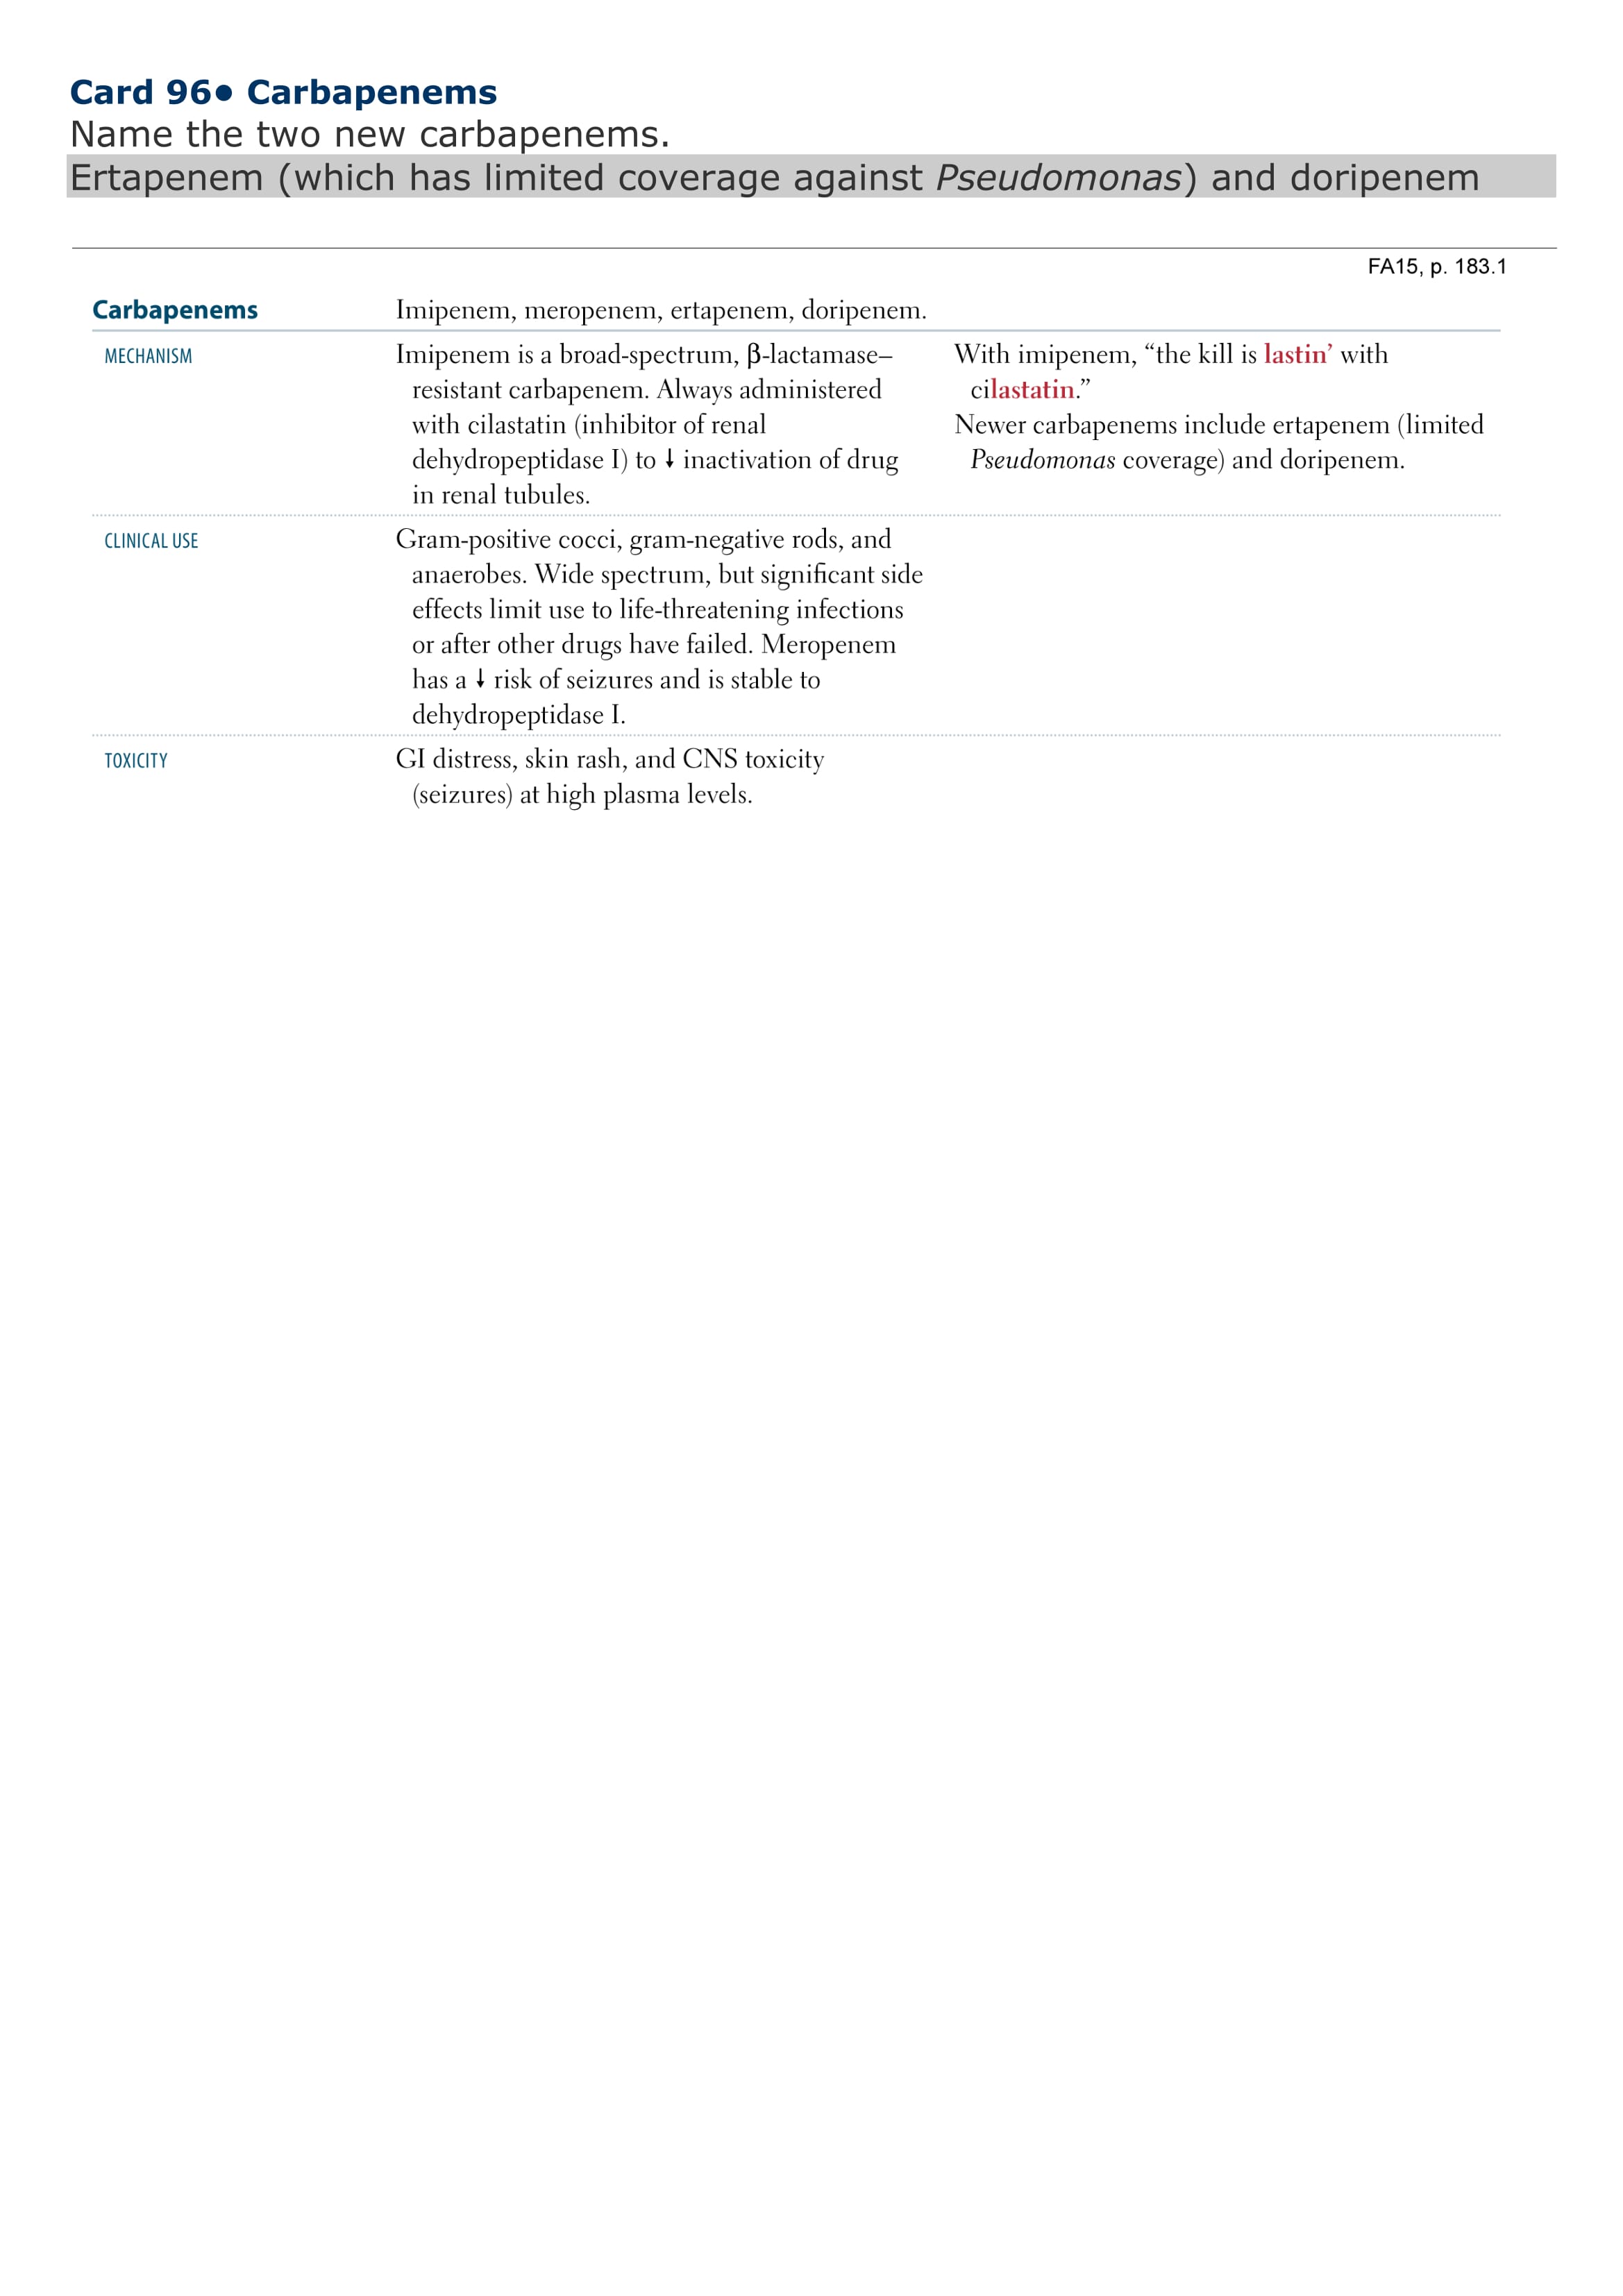 Card 96• Carbapenems
Name the two new carbapenems.
Ertapenem (which has limited coverage against Pseudomonas) and doripenem
FA15, p. 183.1
Carbapenems
Imipenem, meropenem, ertapenem, doripenem.
MECHANISM
Imipenem is a broad-spectrum, β-lactamase–
resistant carbapenem. Always administered
with cilastatin (inhibitor of renal
dehydropeptidase I) to ↓ inactivation of drug
in renal tubules.
With imipenem, “the kill is lastin’ with
cilastatin.”
Newer carbapenems include ertapenem (limited
Pseudomonas coverage) and doripenem.
CLINICAL USE
Gram-positive cocci, gram-negative rods, and
anaerobes. Wide spectrum, but significant side
effects limit use to life-threatening infections
or after other drugs have failed. Meropenem
has a ↓ risk of seizures and is stable to
dehydropeptidase I.
TOXICITY
GI distress, skin rash, and CNS toxicity
(seizures) at high plasma levels.